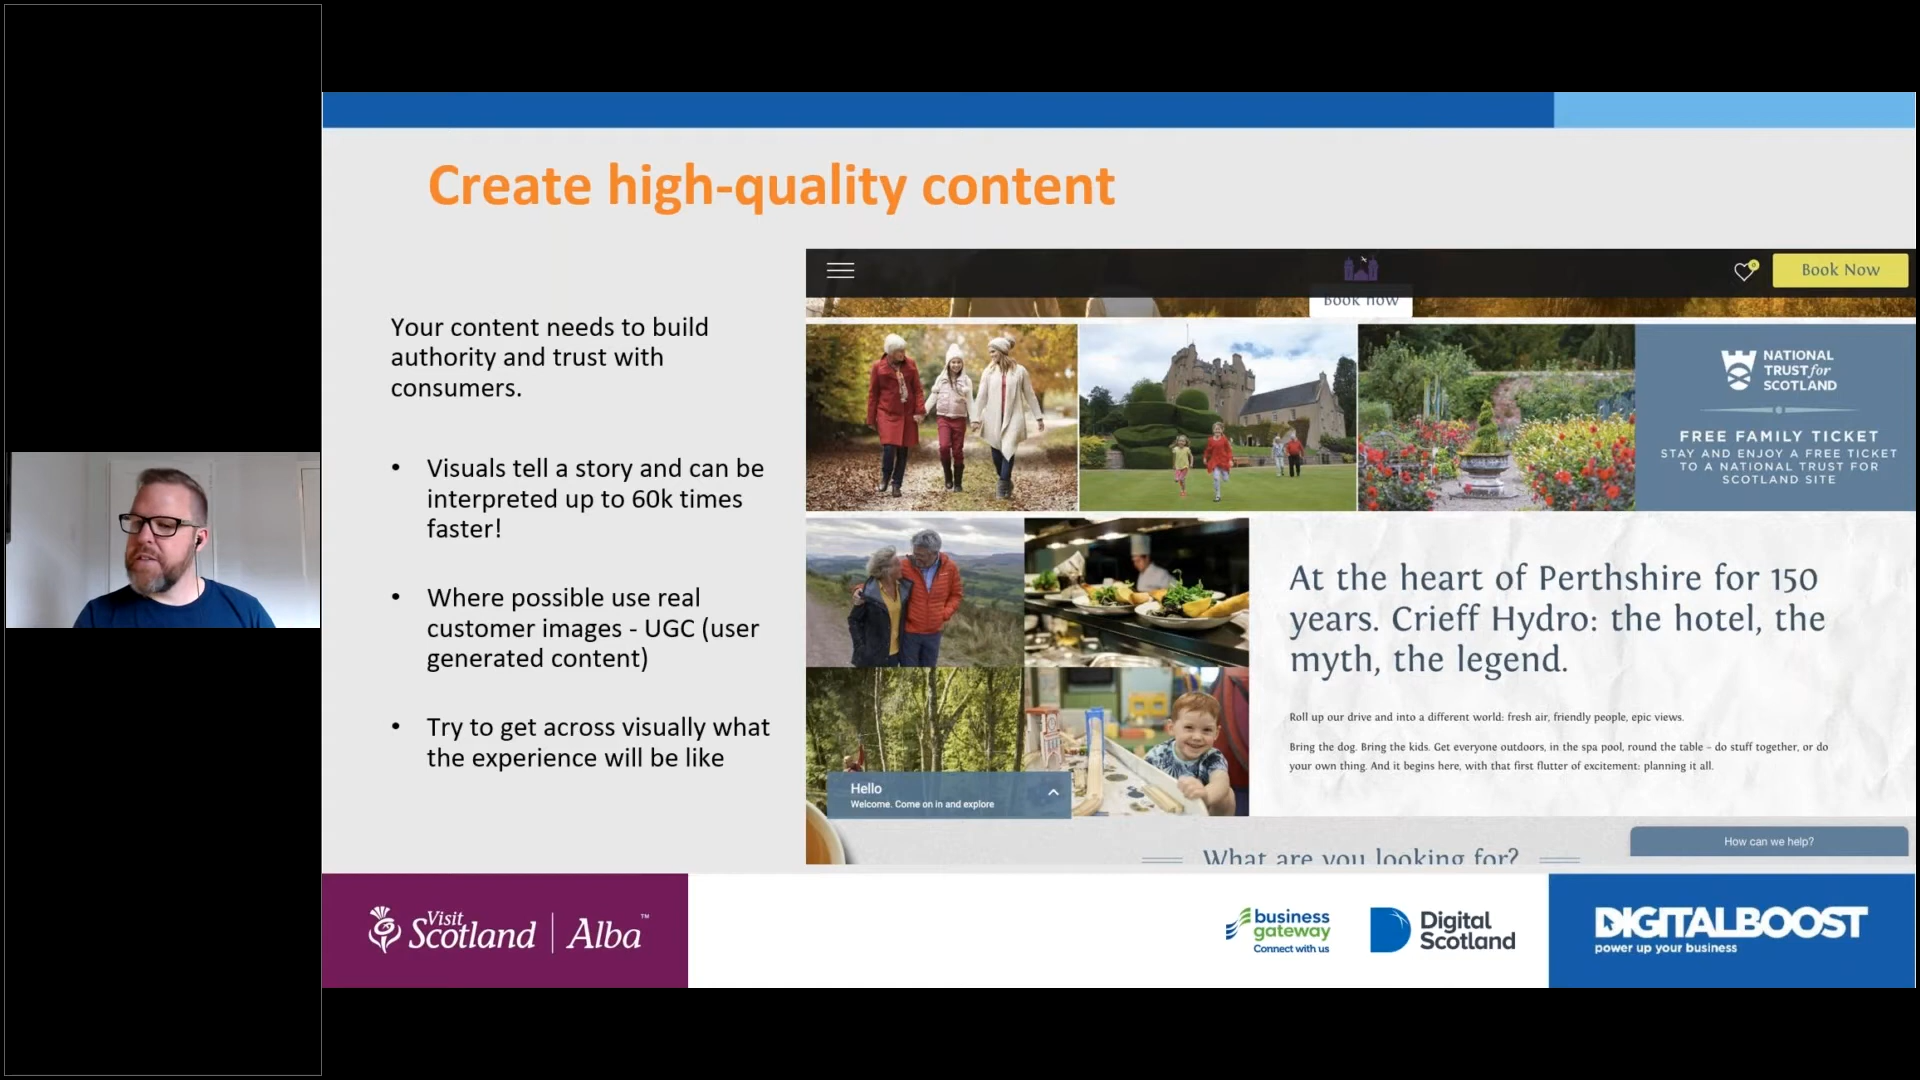 Create high-quality content
Your content needs to build
authority and trust with
consumers.
• Visuals tell a story and can be
interpreted up to 60k times
faster!
• Where possible use real
customer images - UGC (user
generated content)
• Try to get across visually what
the experience will be like
Book Now
Book now
NATIONAL
TRUST for
SCOTLAND
FREE FAMILY TICKET
STAY AND ENJOY A FREE TICKET
TO A NATIONAL TRUST FOR
SCOTLAND SITE
At the heart of Perthshire for 150
years. Crieff Hydro: the hotel, the
myth, the legend.
Roll up our drive and into a different world: fresh air, friendly people, epic views.
Bring the dog. Bring the kids. Get everyone outdoors, in the spa pool, round the table - do stuff together, or do
your own thing. And it begins here, with that first flutter of excitement: planning it all.
Hello
Welcome. Come on in and explore
What are you looking for?
How can we help?
Visit
Scotland | Alba™
business
gateway
Connect with us
Digital
Scotland
DIGITALBOOST
power up your business